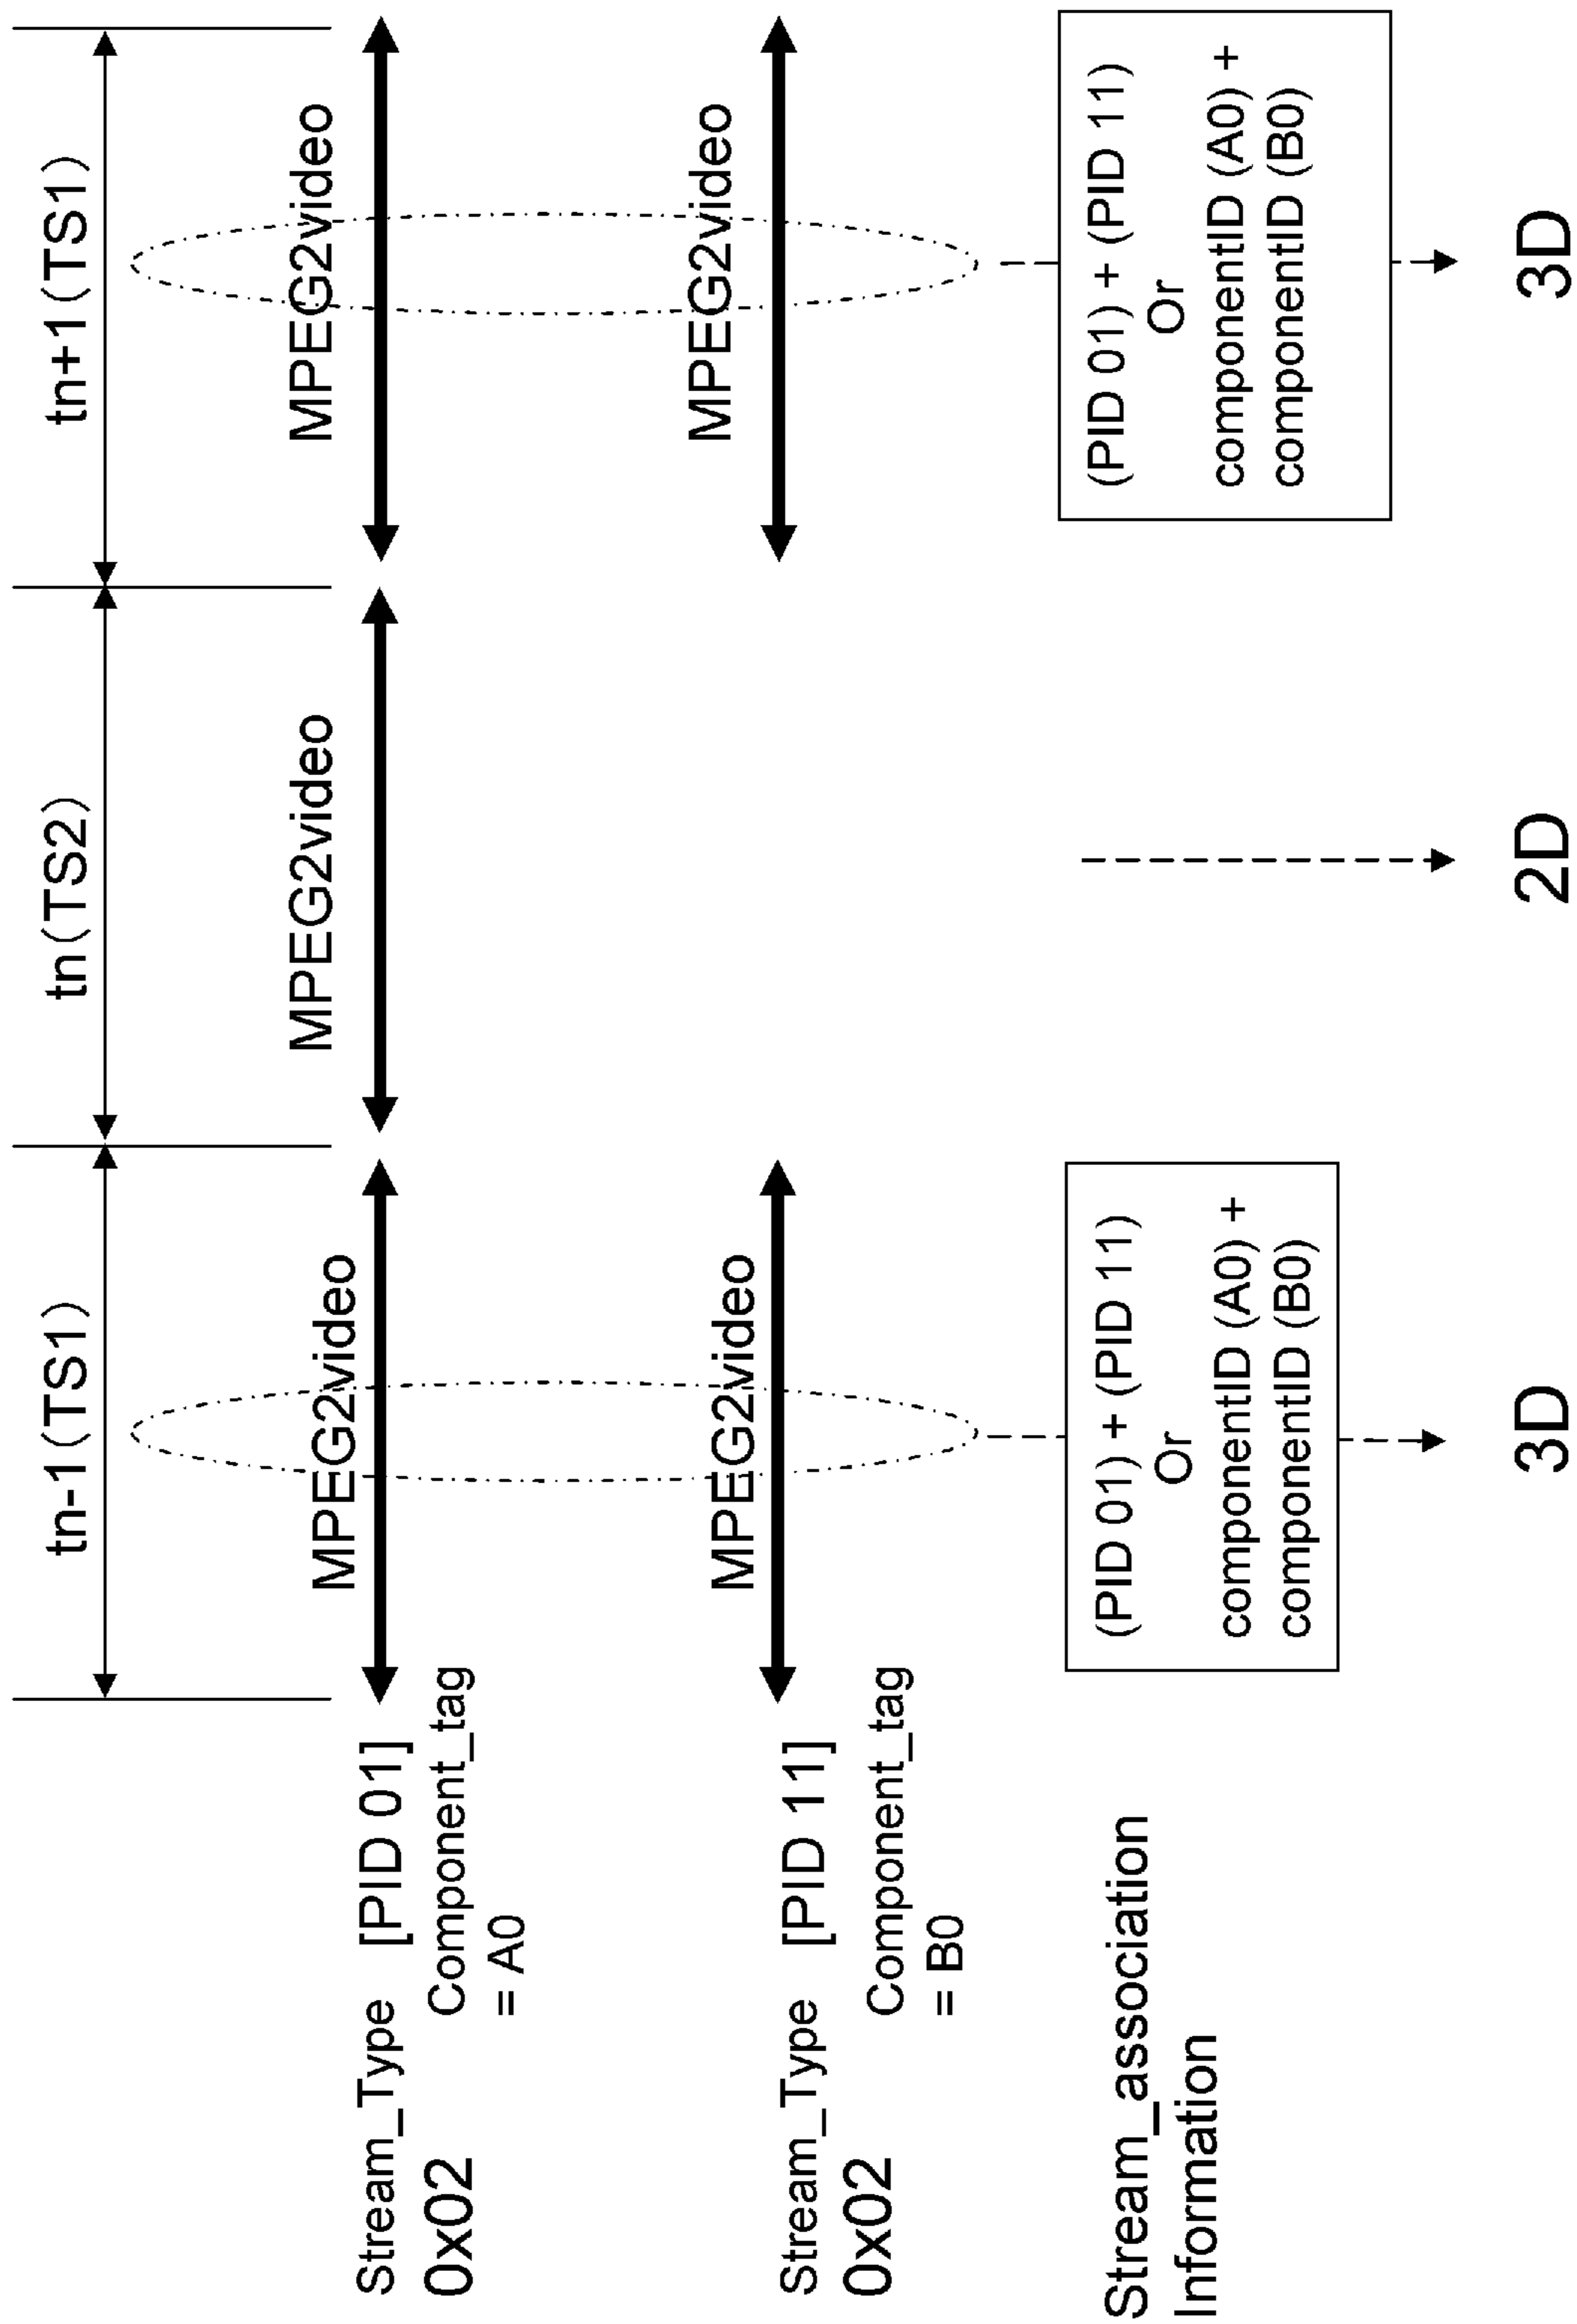 tn-1(TS1)
tn(TS2)
tn+1(TS1)
Stream_Type
0x02
[PID 01]
Component_tag
= A0
MPEG2video
MPEG2video
MPEG2video
Stream_Type
0x02
[PID 11]
Component_tag
= B0
MPEG2video
MPEG2video
Stream_association
Information
(PID 01) + (PID 11)
Or
componentID (A0) +
componentID (B0)
(PID 01) + (PID 11)
Or
componentID (A0) +
componentID (B0)
3D
2D
3D